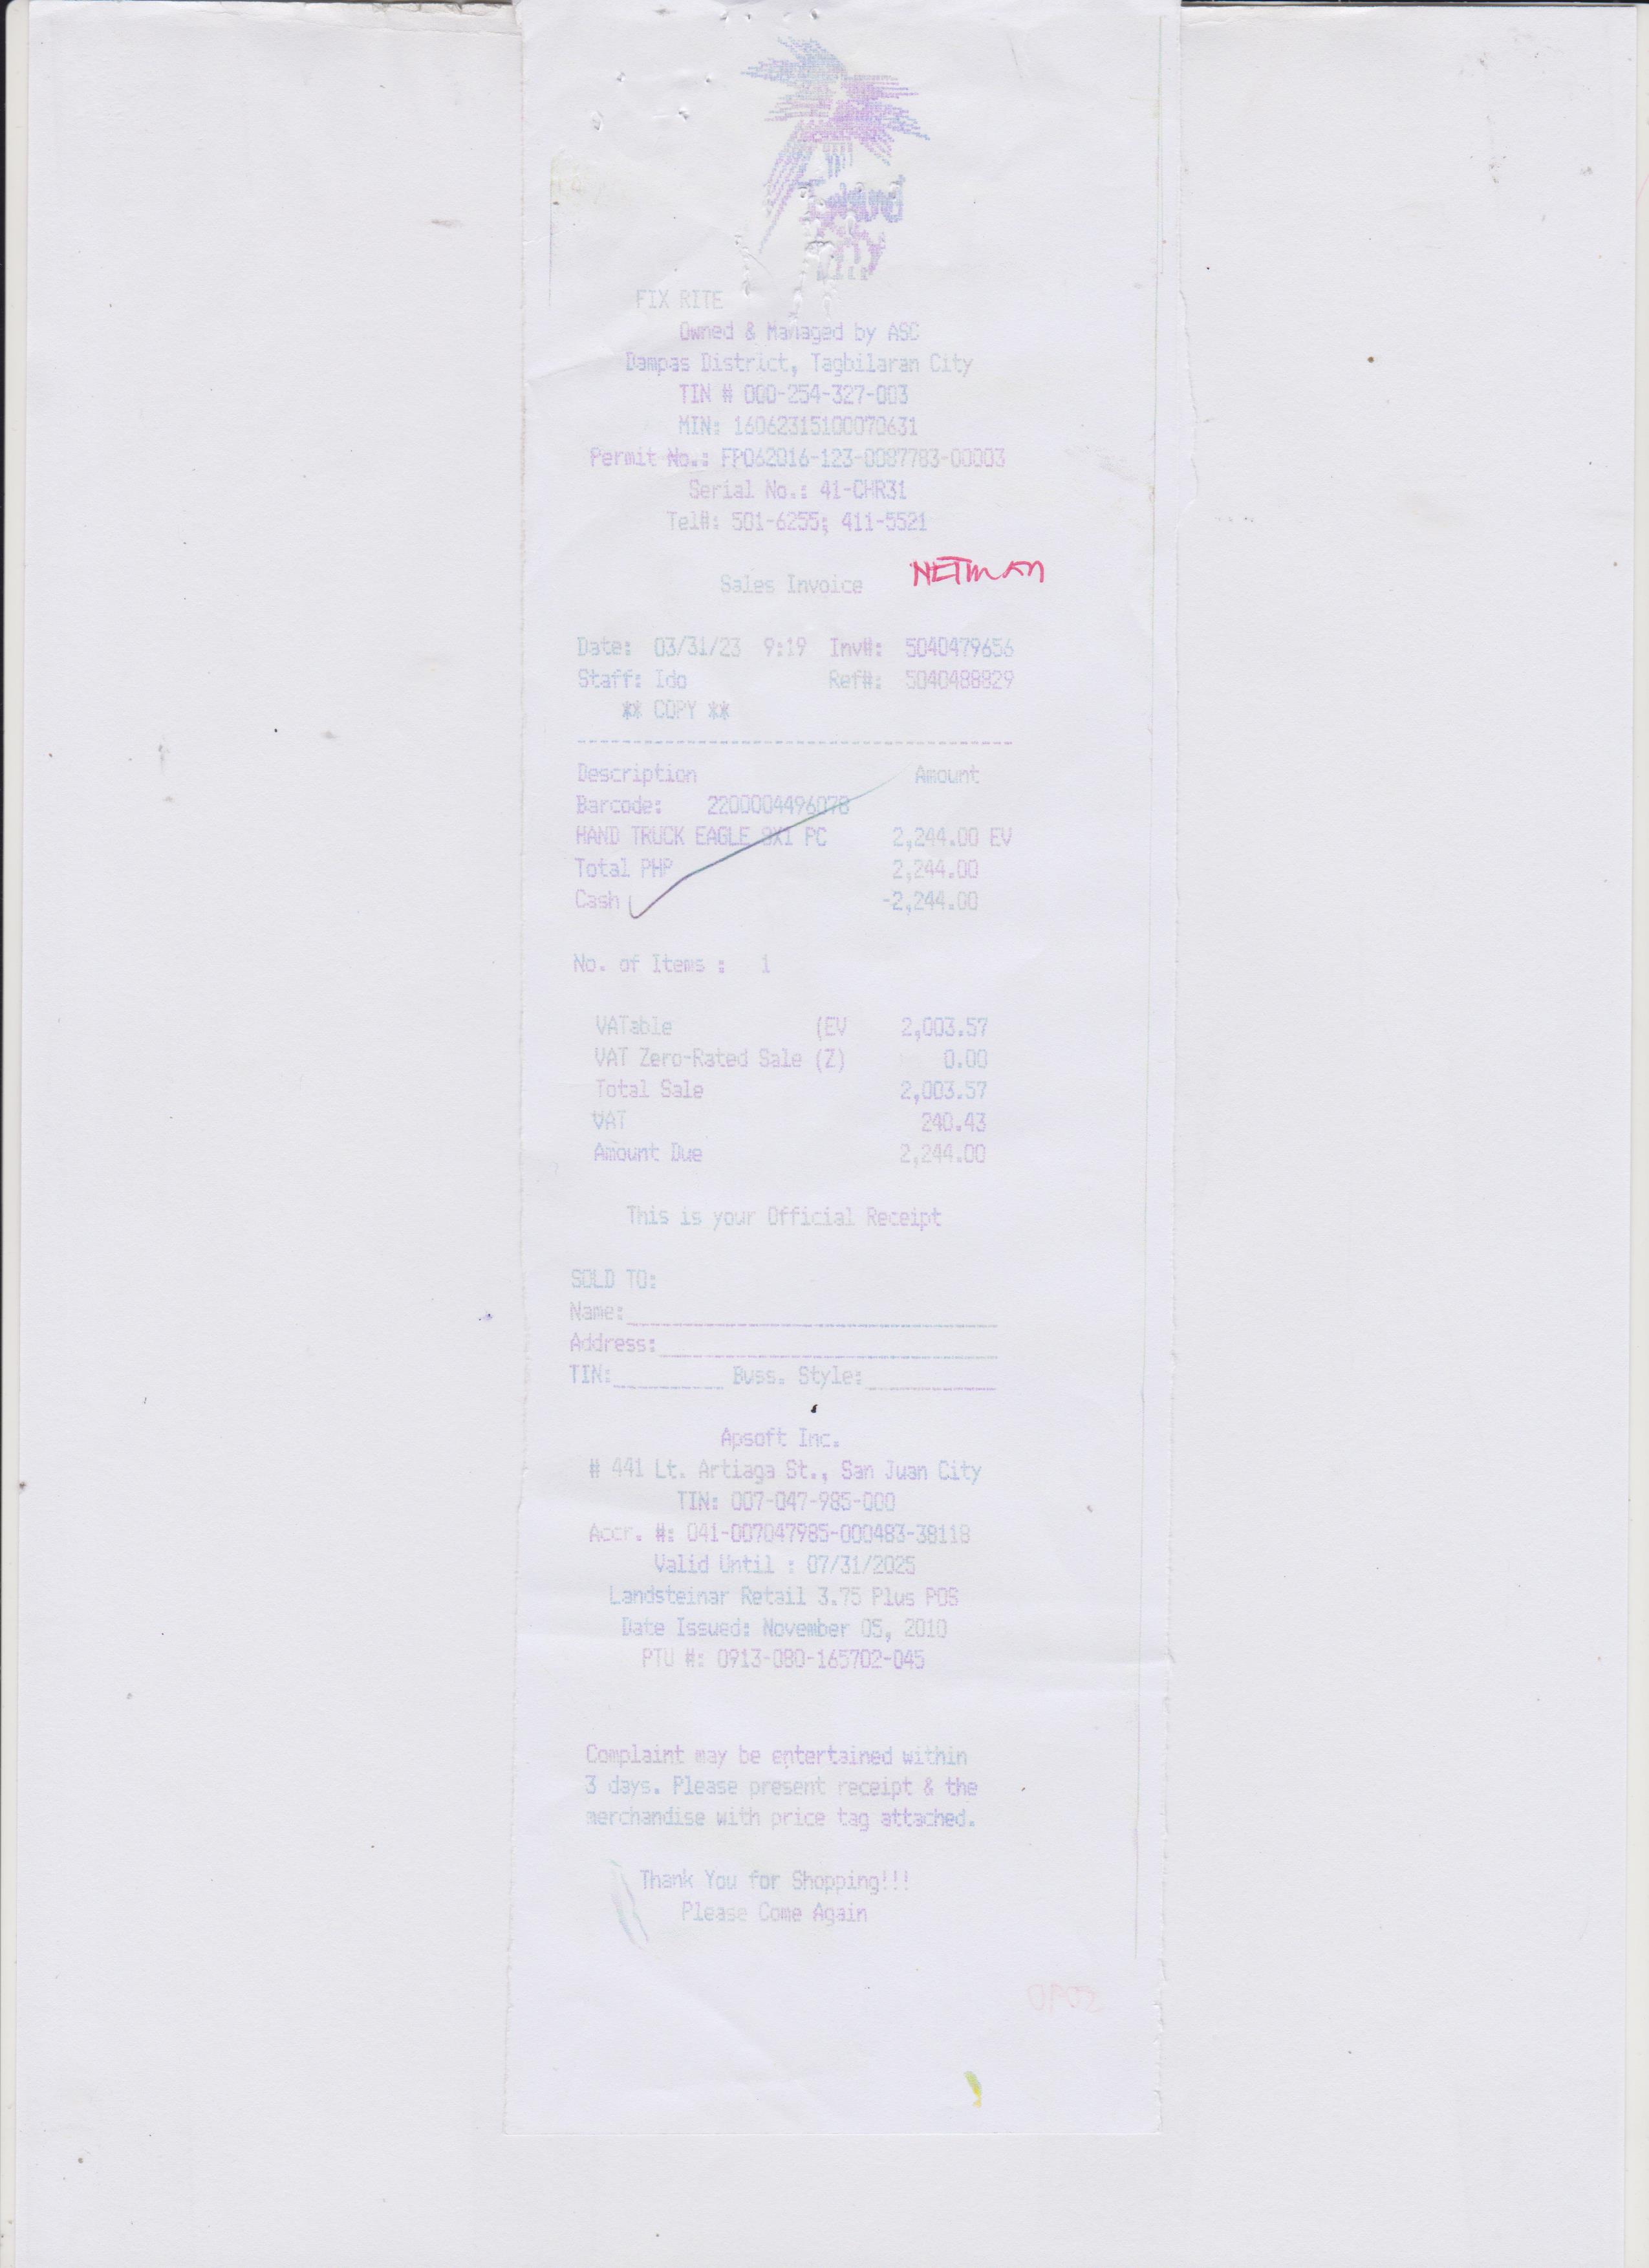 Island City Mall
FIX RITE
Owned & Managed by ASC
Dampas District, Tagbilaran City
TIN # 000-254-327-003
MIN: 16062315100070631
Permit No.: FP062016-123-0087783-00003
Serial No.: 41-CHR31
Tel#: 501-6255; 411-5521
NETMAN
Sales Invoice
Date: 03/31/23 9:19 Inv#: 5040479656
Staff: Ido Ref#: 5040488829
** COPY **
Description Amount
Barcode: 2200004496078
HAND TRUCK EAGLE 9X1 PC 2,244.00 EV
Total PHP 2,244.00
Cash -2,244.00
No. of Items : 1
VATable (EV 2,003.57
VAT Zero-Rated Sale (Z) 0.00
Total Sale 2,003.57
VAT 240.43
Amount Due 2,244.00
This is your Official Receipt
SOLD TO:
Name:
Address:
TIN: Buss. Style:
Apsoft Inc.
# 441 Lt. Artiaga St., San Juan City
TIN: 007-047-985-000
Accr. #: 041-007047985-000483-38118
Valid Until : 07/31/2025
Landsteinar Retail 3.75 Plus POS
Date Issued: November 05, 2010
PTU #: 0913-080-165702-045
Complaint may be entertained within
3 days. Please present receipt & the
merchandise with price tag attached.
Thank You for Shopping!!!
Please Come Again